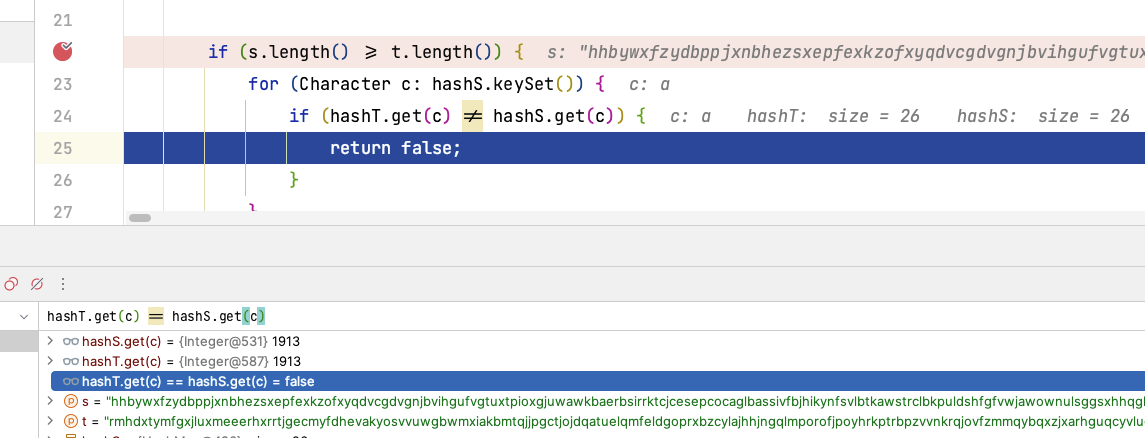 21
if (s.length() >= t.length()) { s: "hhbywxfzydbppjxnbhezsxepfexkzofxyqdvcgdvgnjbvihgufvgtux
23 for (Character c: hashS.keySet()) { c: a
24 if (hashT.get(c) != hashS.get(c)) { c: a hashT: size = 26 hashS: size = 26
25 return false;
26 }
27 }
hashT.get(c) == hashS.get(c)
hashS.get(c) = {Integer@531} 1913
hashT.get(c) = {Integer@587} 1913
hashT.get(c) == hashS.get(c) = false
s = "hhbywxfzydbppjxnbhezsxepfexkzofxyqdvcgdvgnjbvihgufvgtuxtpioxgjuwawkbaerbsirrktcjcesepcocaglbassivfbjhikynfsvlbtkawstrclbkpuldshfgfvwjawownulsggsxhhqgl
t = "rmhdxtymfgxjluxmeeerhxrrtjgecmyfdhevakyosvvuwgbwmxiakbmtqjjpgctjojdqatuelqmfeldgoprxbzcylajhhjngqlmporofjpoyhrkptrbpzvvnkrqjovfzmmqybqxzjxarhguqcyvlu